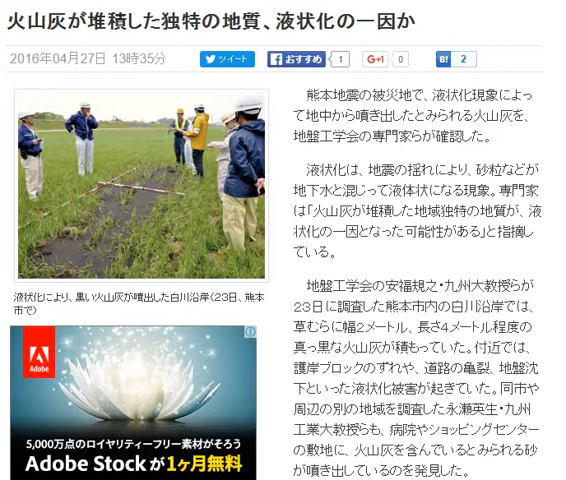 火山灰が堆積した独特の地質、液状化の一因か
2016年04月27日 13時35分
ツイート
おすすめ
1
G+1
0
B!
2
液状化により、黒い火山灰が噴出した白川沿岸(23日、熊本
市で)
Adobe
5,000万点のロイヤリティーフリー素材がそろう
Adobe Stockが1ヶ月無料
熊本地震の被災地で、液状化現象によっ
て地中から噴き出したとみられる火山灰を、
地盤工学会の専門家らが確認した。
液状化は、地震の揺れにより、砂粒などが
地下水と混じって液体状になる現象。専門家
は「火山灰が堆積した地域独特の地質が、液
状化の一因となった可能性がある」と指摘し
ている。
地盤工学会の安福規之・九州大教授らが
23日に調査した熊本市内の白川沿岸では、
草むらに幅2メートル、長さ4メートル程度の
真っ黒な火山灰が積もっていた。付近では、
護岸ブロックのずれや、道路の亀裂、地盤沈
下といった液状化被害が起きていた。同市や
周辺の別の地域を調査した永瀬英生・九州
工業大教授らも、病院やショッピングセンター
の敷地に、火山灰を含んでいるとみられる砂
が噴き出しているのを発見した。